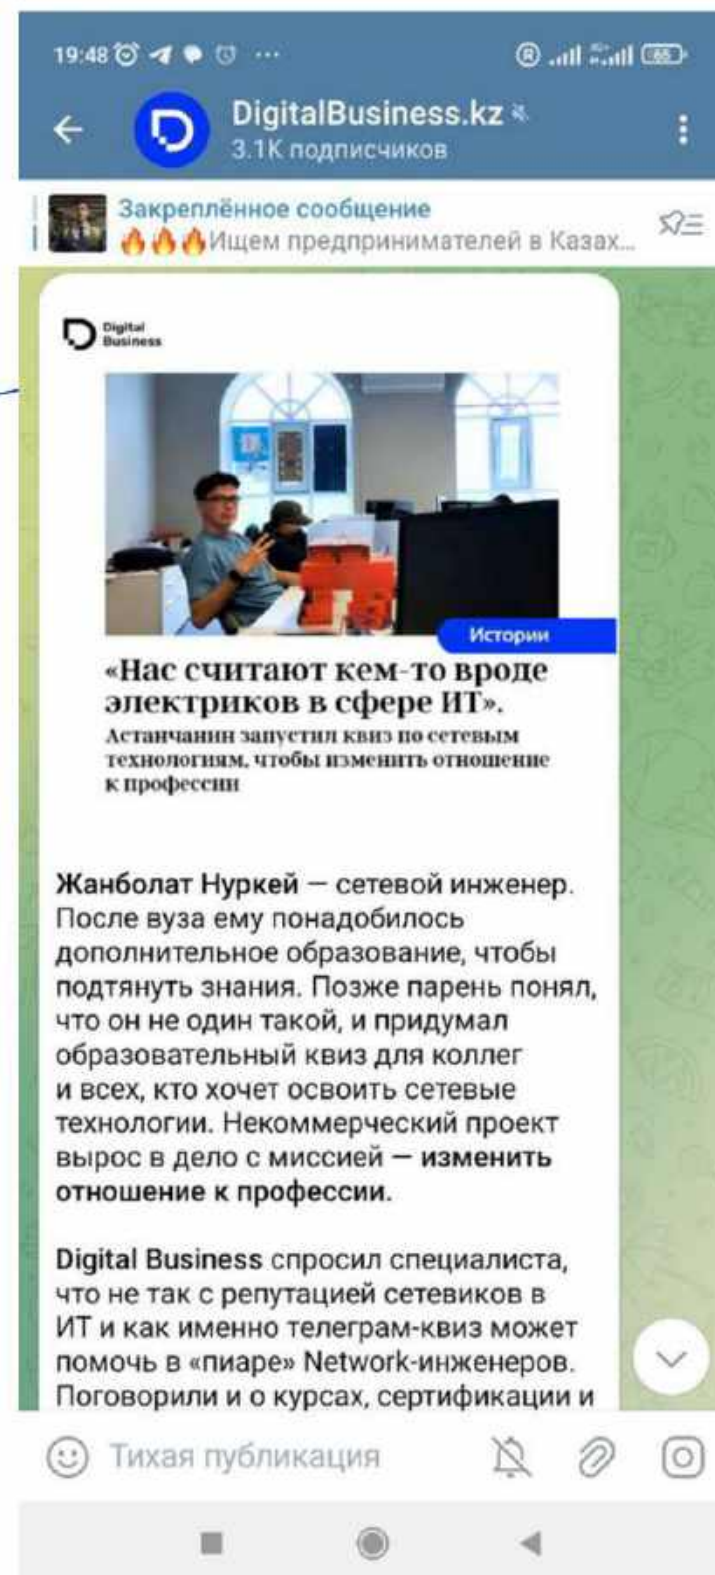 19:48
66
DigitalBusiness.kz
3.1K подписчиков
Закреплённое сообщение
🔥🔥🔥Ищем предпринимателей в Казах...
Digital
Business
Истории
«Нас считают кем-то вроде
электриков в сфере ИТ».
Астанчанин запустил квиз по сетевым
технологиям, чтобы изменить отношение
к профессии
Жанболат Нуркей — сетевой инженер.
После вуза ему понадобилось
дополнительное образование, чтобы
подтянуть знания. Позже парень понял,
что он не один такой, и придумал
образовательный квиз для коллег
и всех, кто хочет освоить сетевые
технологии. Некоммерческий проект
вырос в дело с миссией — изменить
отношение к профессии.
Digital Business спросил специалиста,
что не так с репутацией сетевиков в
ИТ и как именно телеграм-квиз может
помочь в «пиаре» Network-инженеров.
Поговорили и о курсах, сертификации и
Тихая публикация